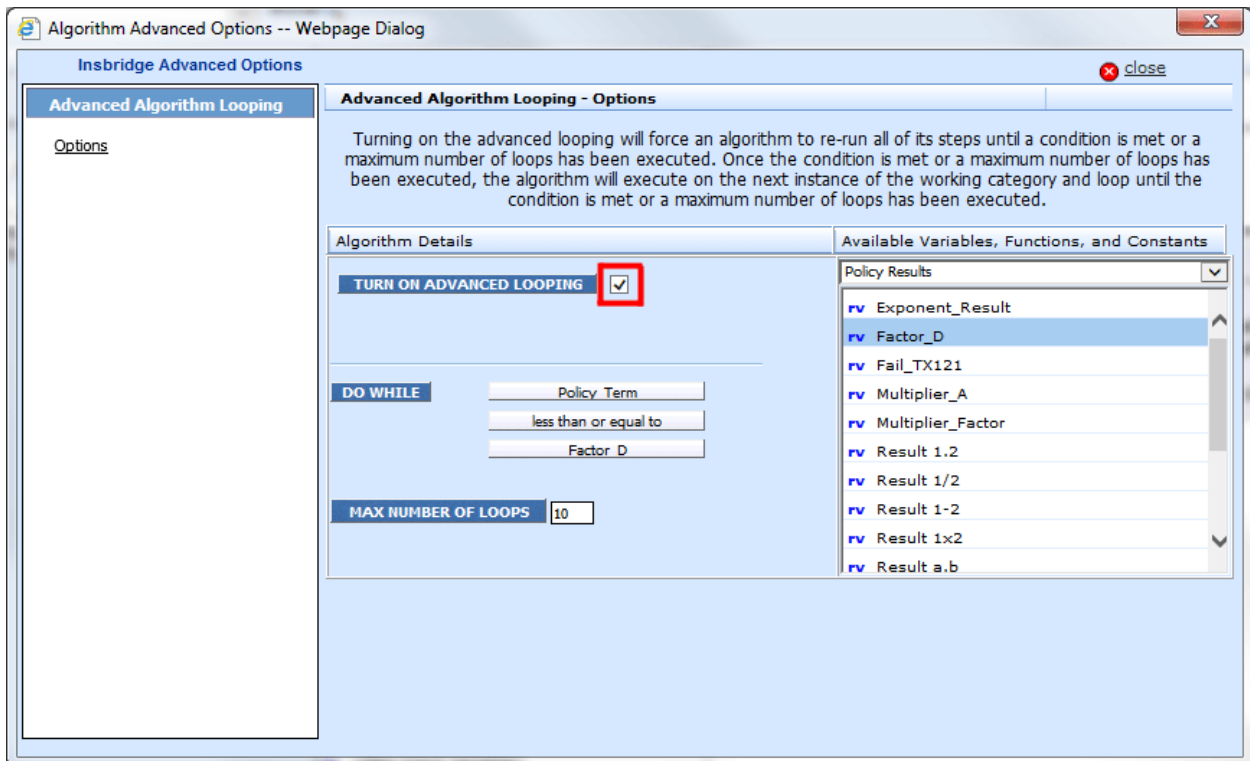 Algorithm Advanced Options -- Webpage Dialog
X
Insbridge Advanced Options
close
Advanced Algorithm Looping
Options
Advanced Algorithm Looping - Options
Turning on the advanced looping will force an algorithm to re-run all of its steps until a condition is met or a
maximum number of loops has been executed. Once the condition is met or a maximum number of loops has
been executed, the algorithm will execute on the next instance of the working category and loop until the
condition is met or a maximum number of loops has been executed.
Algorithm Details
TURN ON ADVANCED LOOPING
DO WHILE
Policy_Term
less than or equal to
Factor_D
MAX NUMBER OF LOOPS 10
Available Variables, Functions, and Constants
Policy Results
rv Exponent_Result
rv Factor_D
rv Fail_TX121
rv Multiplier_A
rv Multiplier_Factor
rv Result 1.2
rv Result 1/2
rv Result 1-2
rv Result 1x2
rv Result a.b